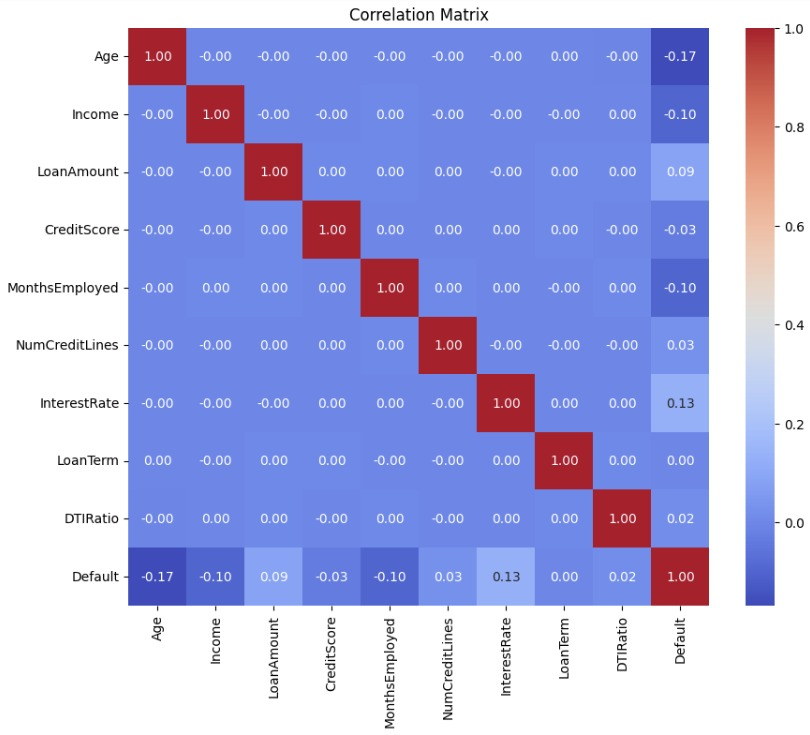 Correlation Matrix
Age 1.00 -0.00 -0.00 -0.00 -0.00 -0.00 -0.00 0.00 -0.00 -0.17
Income -0.00 1.00 -0.00 -0.00 0.00 -0.00 -0.00 -0.00 0.00 -0.10
LoanAmount -0.00 -0.00 1.00 0.00 0.00 0.00 -0.00 0.00 0.00 0.09
CreditScore -0.00 -0.00 0.00 1.00 0.00 0.00 0.00 0.00 -0.00 -0.03
MonthsEmployed -0.00 0.00 0.00 0.00 1.00 0.00 0.00 -0.00 0.00 -0.10
NumCreditLines -0.00 -0.00 0.00 0.00 0.00 1.00 -0.00 -0.00 -0.00 0.03
InterestRate -0.00 -0.00 -0.00 0.00 0.00 -0.00 1.00 0.00 0.00 0.13
LoanTerm 0.00 -0.00 0.00 0.00 -0.00 -0.00 0.00 1.00 0.00 0.00
DTIRatio -0.00 0.00 0.00 -0.00 0.00 -0.00 0.00 0.00 1.00 0.02
Default -0.17 -0.10 0.09 -0.03 -0.10 0.03 0.13 0.00 0.02 1.00
Age
Income
LoanAmount
CreditScore
MonthsEmployed
NumCreditLines
InterestRate
LoanTerm
DTIRatio
Default
1.0
0.8
0.6
0.4
0.2
0.0